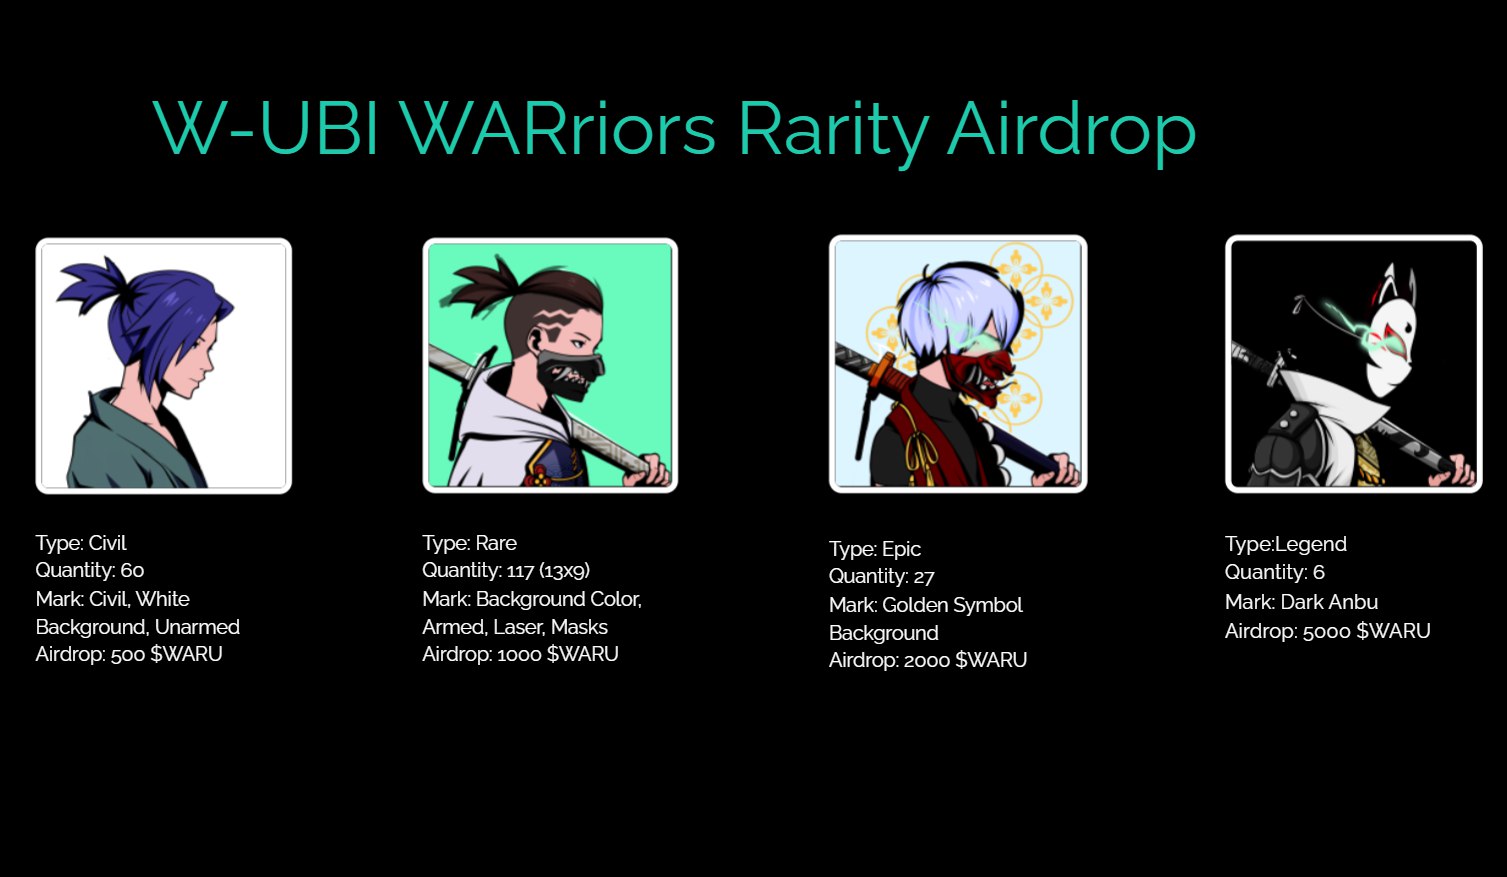 W-UBI WARriors Rarity Airdrop
Type: Civil
Quantity: 60
Mark: Civil, White
Background, Unarmed
Airdrop: 500 $WARU
Type: Rare
Quantity: 117 (13x9)
Mark: Background Color,
Armed, Laser, Masks
Airdrop: 1000 $WARU
Type: Epic
Quantity: 27
Mark: Golden Symbol
Background
Airdrop: 2000 $WARU
Type:Legend
Quantity: 6
Mark: Dark Anbu
Airdrop: 5000 $WARU